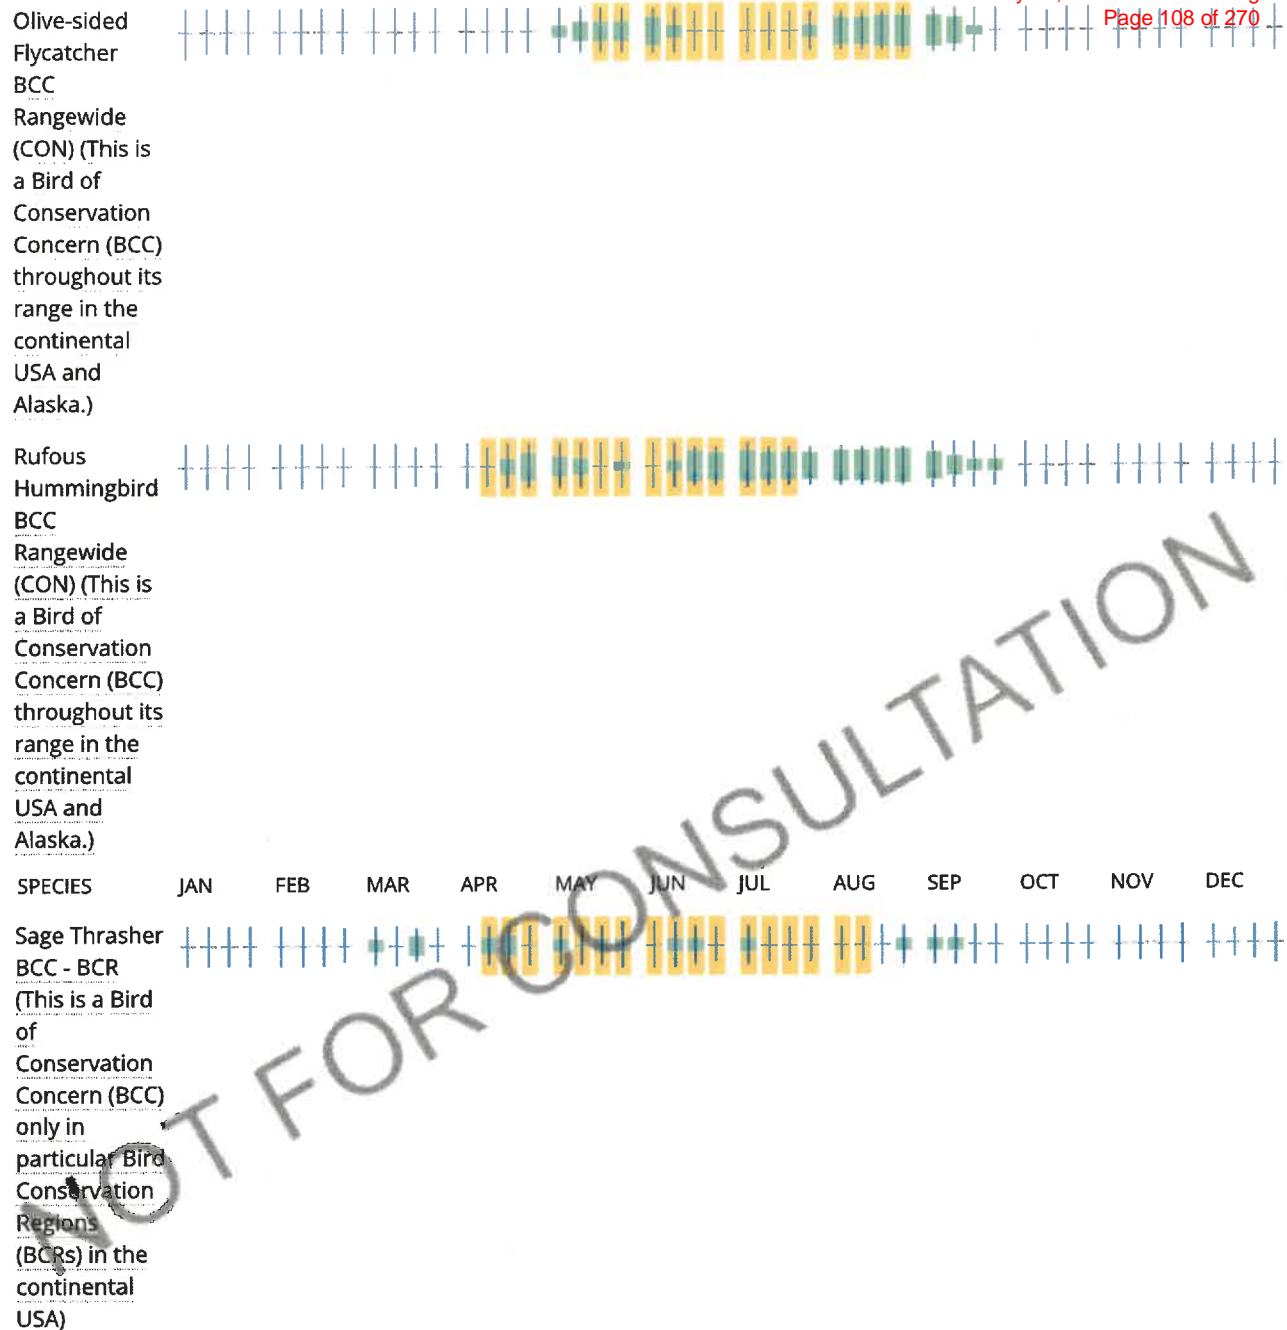 Page 108 of 270
Olive-sided
Flycatcher
BCC
Rangewide
(CON) (This is
a Bird of
Conservation
Concern (BCC)
throughout its
range in the
continental
USA and
Alaska.)
Rufous
Hummingbird
BCC
Rangewide
(CON) (This is
a Bird of
Conservation
Concern (BCC)
throughout its
range in the
continental
USA and
Alaska.)
SPECIES JAN FEB MAR APR MAY JUN JUL AUG SEP OCT NOV DEC
Sage Thrasher
BCC - BCR
(This is a Bird
of
Conservation
Concern (BCC)
only in
particular Bird
Conservation
Regions
(BCRs) in the
continental
USA)
NOT FOR CONSULTATION